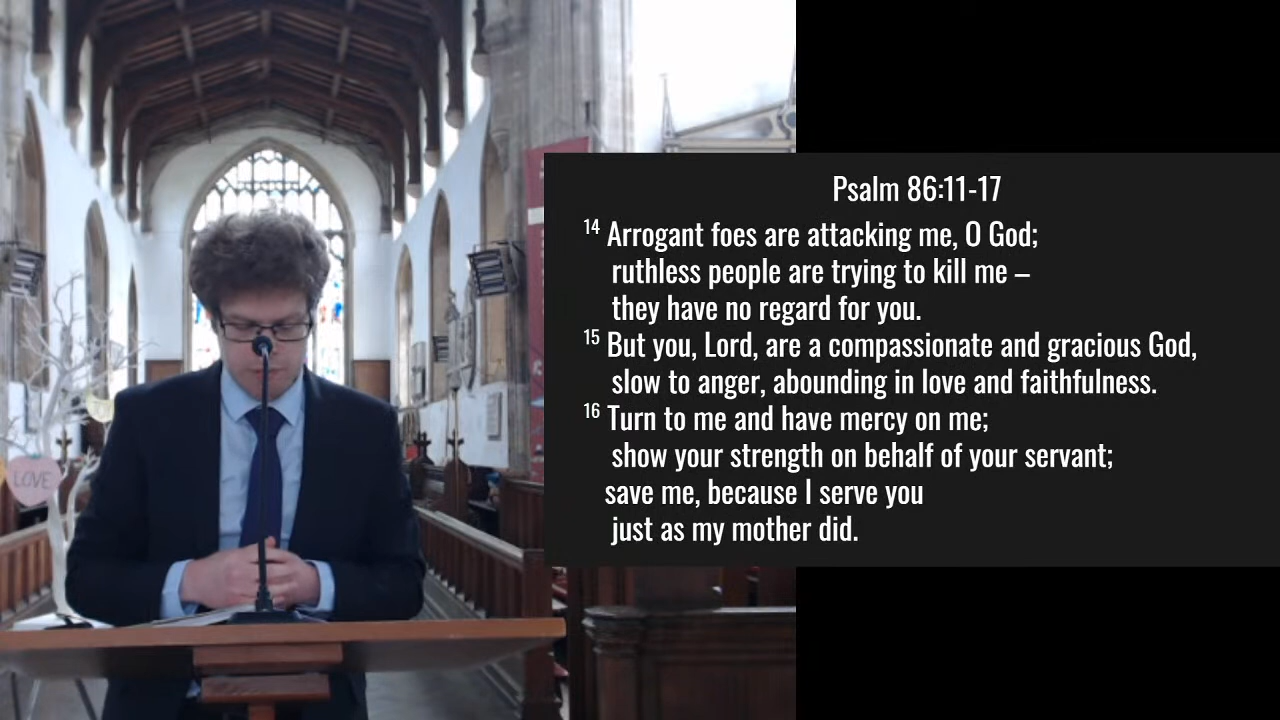 Psalm 86:11-17
14 Arrogant foes are attacking me, O God;
ruthless people are trying to kill me –
they have no regard for you.
15 But you, Lord, are a compassionate and gracious God,
slow to anger, abounding in love and faithfulness.
16 Turn to me and have mercy on me;
show your strength on behalf of your servant;
save me, because I serve you
just as my mother did.
LOVE